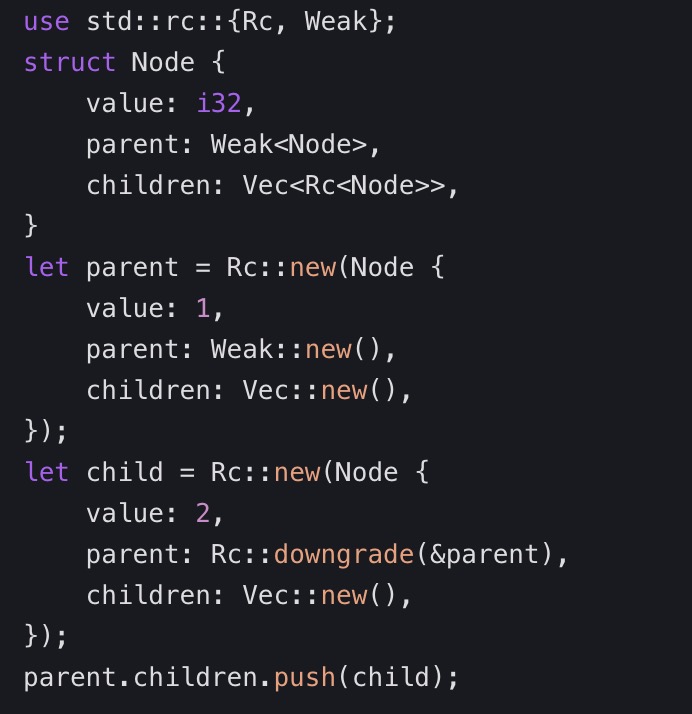 use std::rc::{Rc, Weak};
struct Node {
    value: i32,
    parent: Weak<Node>,
    children: Vec<Rc<Node>>,
}
let parent = Rc::new(Node {
    value: 1,
    parent: Weak::new(),
    children: Vec::new(),
});
let child = Rc::new(Node {
    value: 2,
    parent: Rc::downgrade(&parent),
    children: Vec::new(),
});
parent.children.push(child);